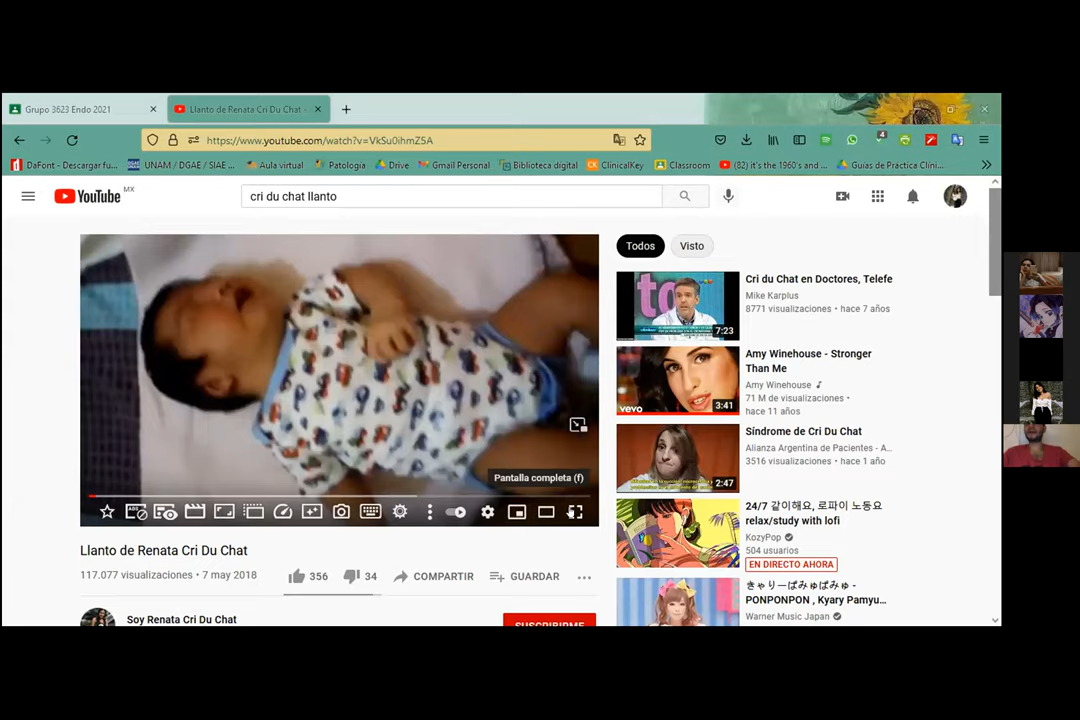 Grupo 3623 Endo 2021
Llanto de Renata Cri Du Chat -
https://www.youtube.com/watch?v=VkSu0ihmZ5A
4
DaFont - Descargar fu...
UNAM / DGAE / SIAE ...
Aula virtual
Patología
Drive
Gmail Personal
Biblioteca digital
CK
ClinicalKey
Classroom
(82) it's the 1960's and ...
Guías de Practica Clíni...
YouTube MX
cri du chat llanto
Todos
Visto
Cri du Chat en Doctores, Telefe
Mike Karplus
8771 visualizaciones • hace 7 años
7:23
Amy Winehouse - Stronger
Than Me
Amy Winehouse
71 M de visualizaciones •
hace 11 años
vevo
3:41
Síndrome de Cri Du Chat
Alianza Argentina de Pacientes - A...
3516 visualizaciones • hace 1 año
2:47
24/7 같이해요, 로파이 노동요
relax/study with lofi
KozyPop
504 usuarios
EN DIRECTO AHORA
きゃりーぱみゅぱみゅ -
PONPONPON , Kyary Pamyu...
Warner Music Japan
Pantalla completa (f)
ADS
Llanto de Renata Cri Du Chat
117.077 visualizaciones • 7 may 2018
356
34
COMPARTIR
GUARDAR
Soy Renata Cri Du Chat
SUSCRIBIRME